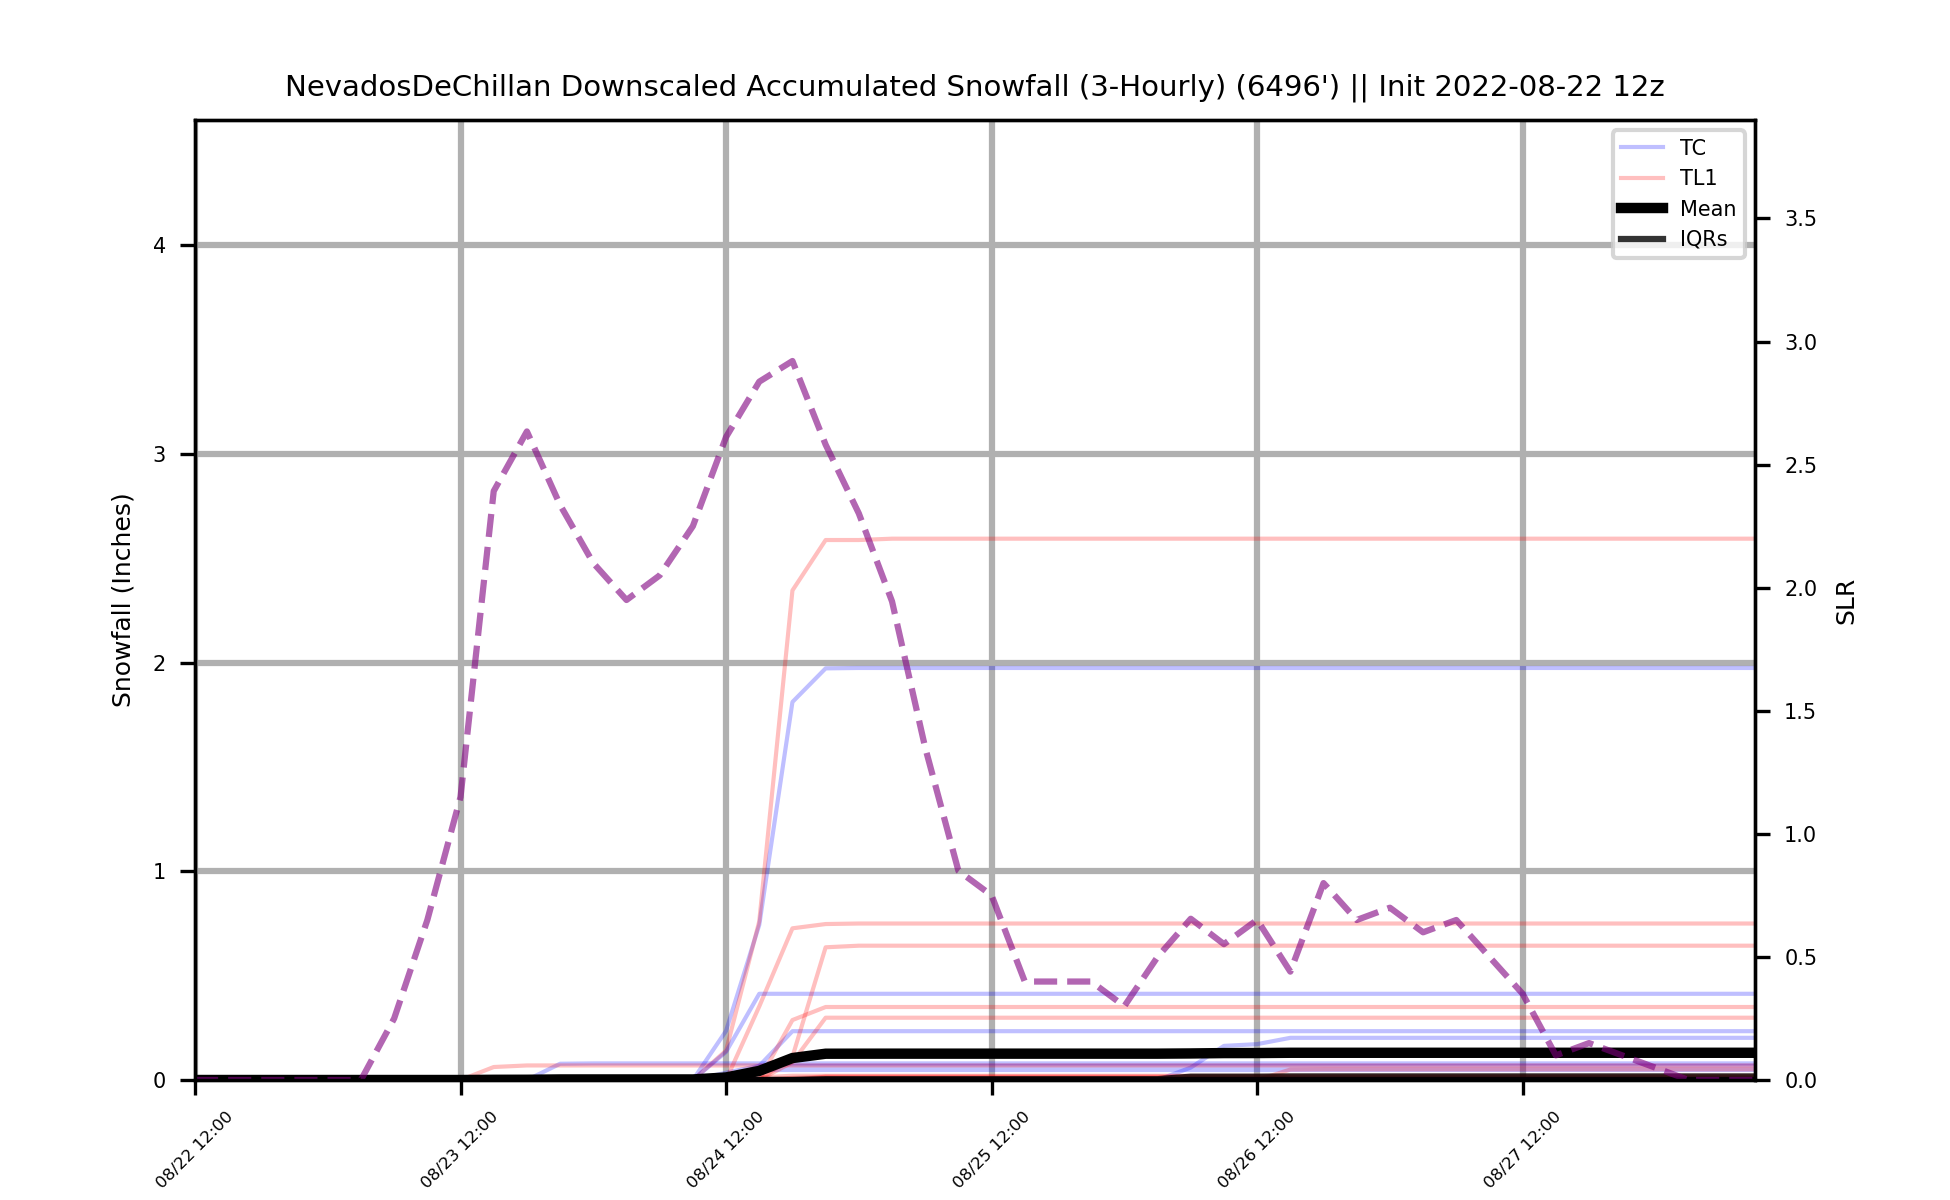 NevadosDeChillan Downscaled Accumulated Snowfall (3-Hourly) (6496') || Init 2022-08-22 12z
TC
TL1
Mean
IQRs
Snowfall (Inches)
4
3
2
1
0
3.5
3.0
2.5
2.0
1.5
1.0
0.5
0.0
SLR
08/22 12:00
08/23 12:00
08/24 12:00
08/25 12:00
08/26 12:00
08/27 12:00